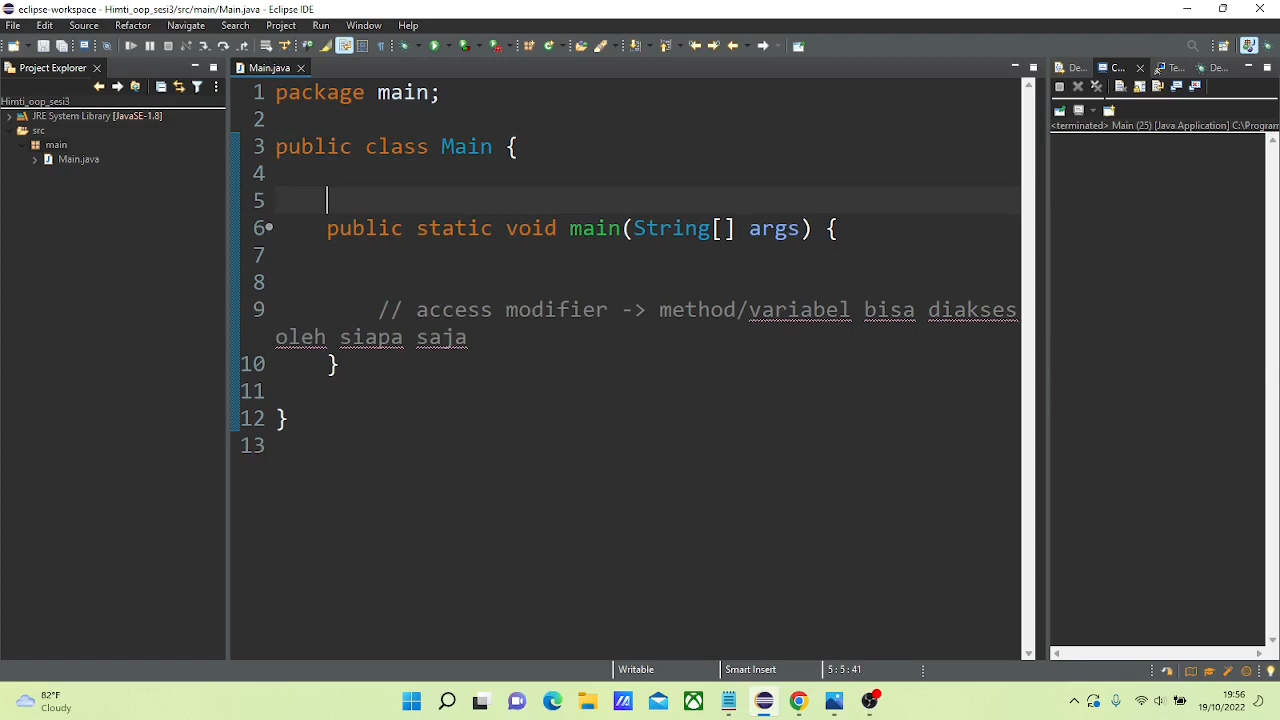 eclipse-workspace - Himti_oop_sesi3/src/main/Main.java - Eclipse IDE
File Edit Source Refactor Navigate Search Project Run Window Help
Project Explorer
Main.java
De...
C...
Te...
De...
Himti_oop_sesi3
JRE System Library [JavaSE-1.8]
src
main
Main.java
<terminated> Main (25) [Java Application] C:\Program
1 package main;
2
3 public class Main {
4
5
6 public static void main(String[] args) {
7
8
9 // access modifier -> method/variabel bisa diakses
oleh siapa saja
10 }
11
12 }
13
Writable
Smart Insert
5 : 5 : 41
82°F
Cloudy
19:56
19/10/2022